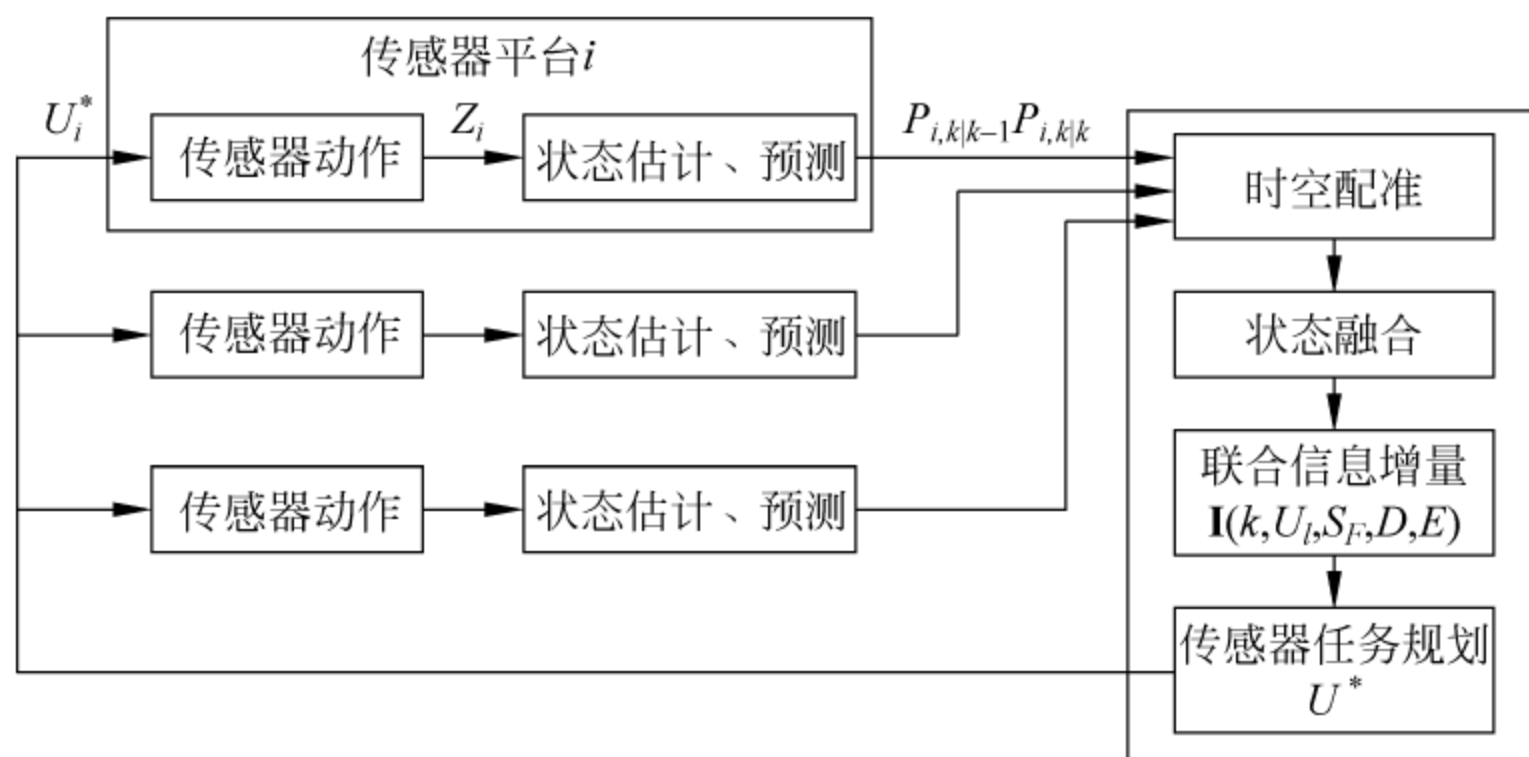 传感器平台i
U_i^*
传感器动作
Z_i
状态估计、预测
P_{i,k|k-1}P_{i,k|k}
时空配准
传感器动作
状态估计、预测
状态融合
传感器动作
状态估计、预测
联合信息增量
I(k,U_l,S_F,D,E)
传感器任务规划
U^*